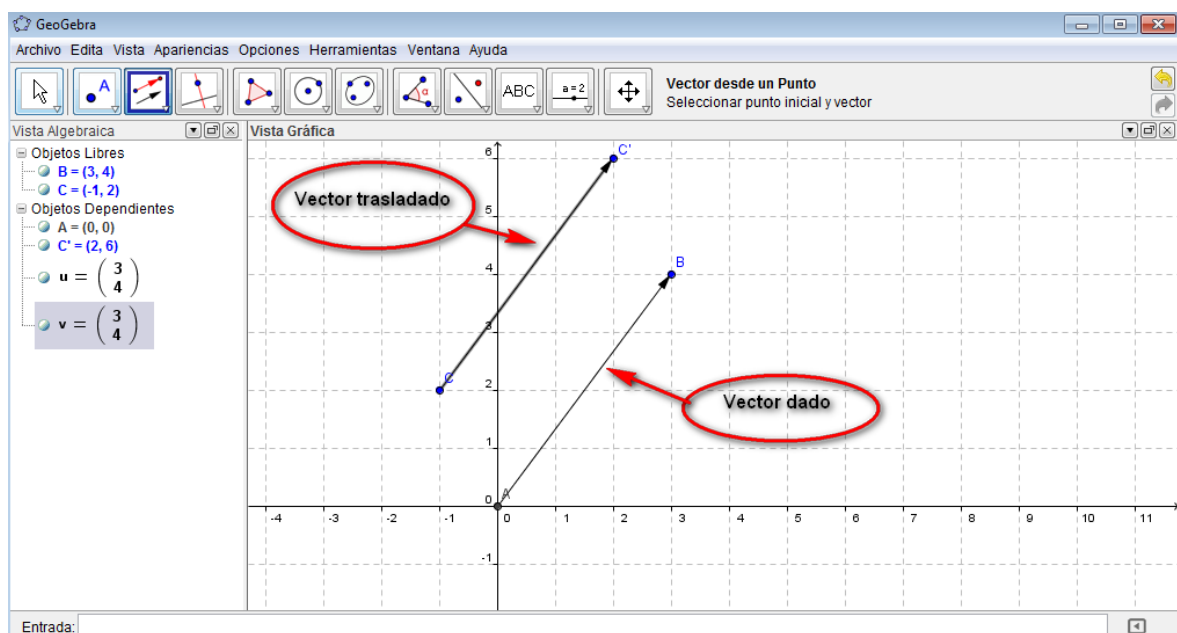 GeoGebra
Archivo Edita Vista Apariencias Opciones Herramientas Ventana Ayuda
A
α
ABC
a = 2
Vector desde un Punto
Seleccionar punto inicial y vector
Vista Algebraica
Objetos Libres
B = (3, 4)
C = (-1, 2)
Objetos Dependientes
A = (0, 0)
C' = (2, 6)
u = ( 3
4 )
v = ( 3
4 )
Vista Gráfica
6
C'
Vector trasladado
5
4
B
3
C
2
Vector dado
1
0
A
-4 -3 -2 -1 0 1 2 3 4 5 6 7 8 9 10 11
-1
Entrada: